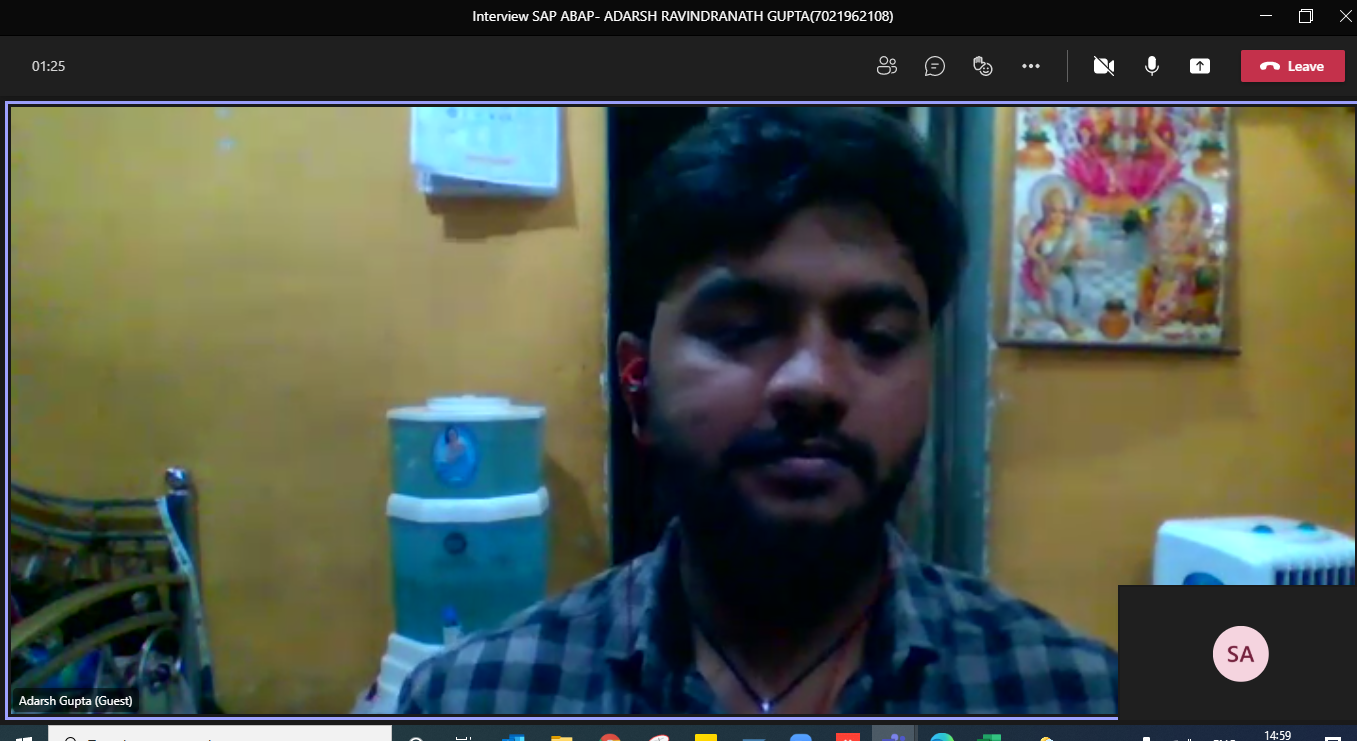 Interview SAP ABAP- ADARSH RAVINDRANATH GUPTA(7021962108)
01:25
Leave
SA
Adarsh Gupta (Guest)
14:59